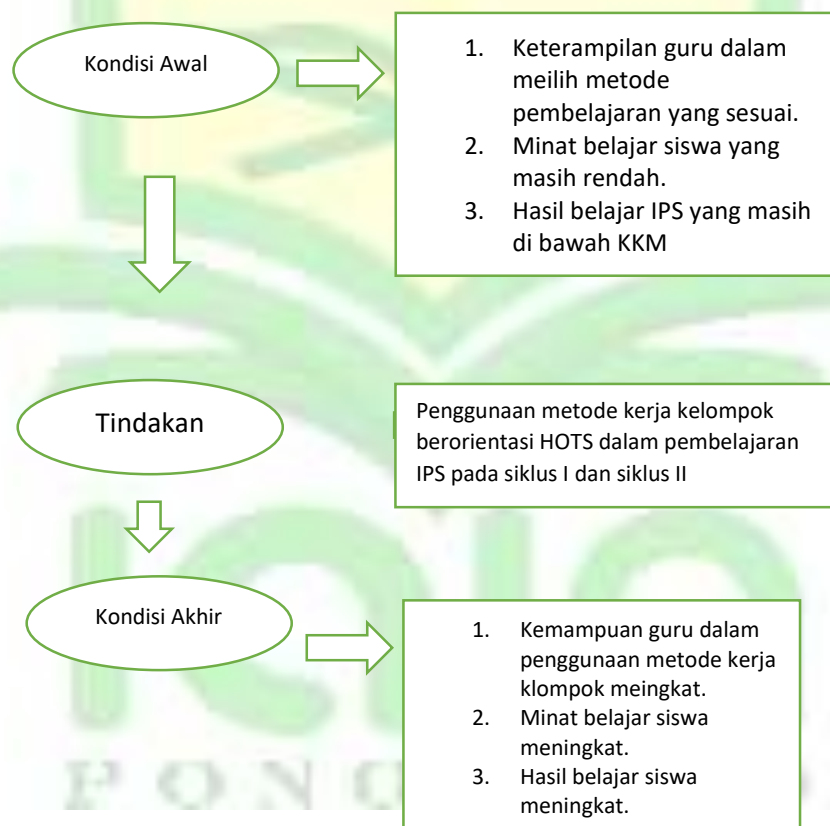 Kondisi Awal
1. Keterampilan guru dalam
meilih metode
pembelajaran yang sesuai.
2. Minat belajar siswa yang
masih rendah.
3. Hasil belajar IPS yang masih
di bawah KKM
Tindakan
Penggunaan metode kerja kelompok
berorientasi HOTS dalam pembelajaran
IPS pada siklus I dan siklus II
Kondisi Akhir
1. Kemampuan guru dalam
penggunaan metode kerja
klompok meingkat.
2. Minat belajar siswa
meningkat.
3. Hasil belajar siswa
meningkat.